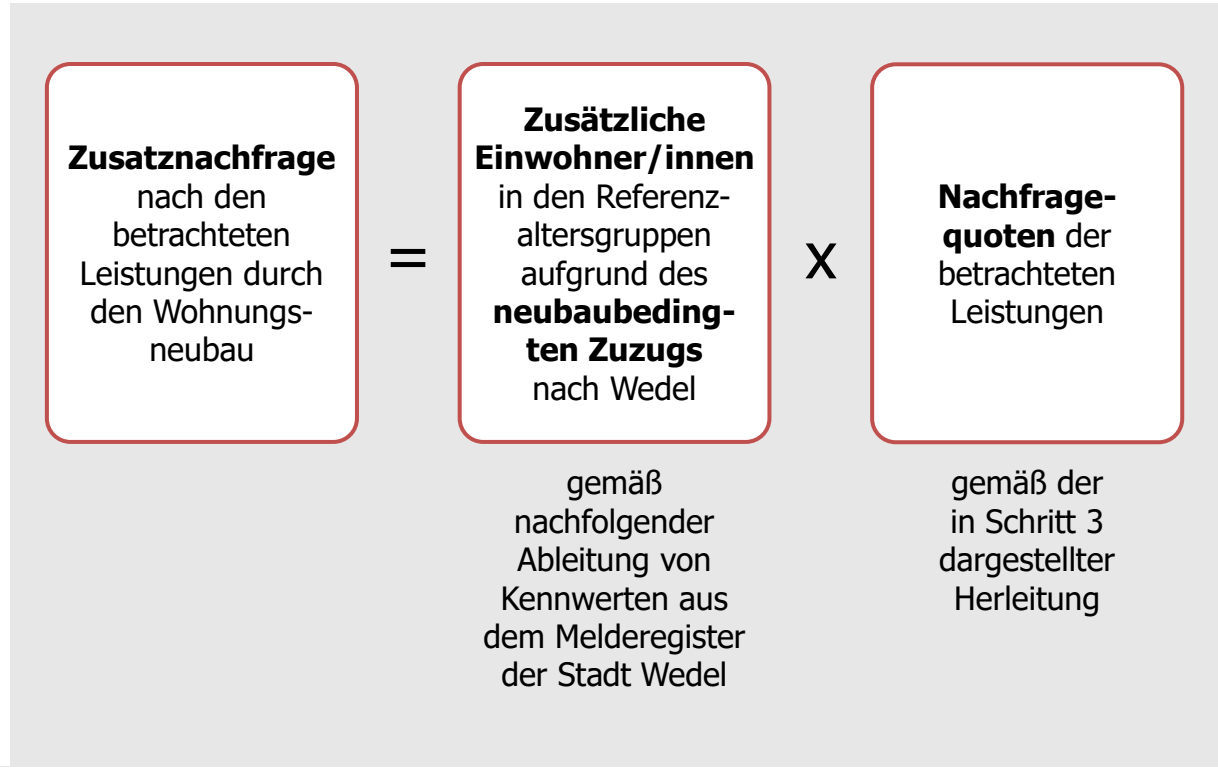 Zusatznachfrage
nach den
betrachteten
Leistungen durch
den Wohnungs-
neubau
=
Zusätzliche
Einwohner/innen
in den Referenz-
altersgruppen
aufgrund des
neubaubeding-
ten Zuzugs
nach Wedel
x
Nachfrage-
quoten der
betrachteten
Leistungen
gemäß
nachfolgender
Ableitung von
Kennwerten aus
dem Melderegister
der Stadt Wedel
gemäß der
in Schritt 3
dargestellter
Herleitung